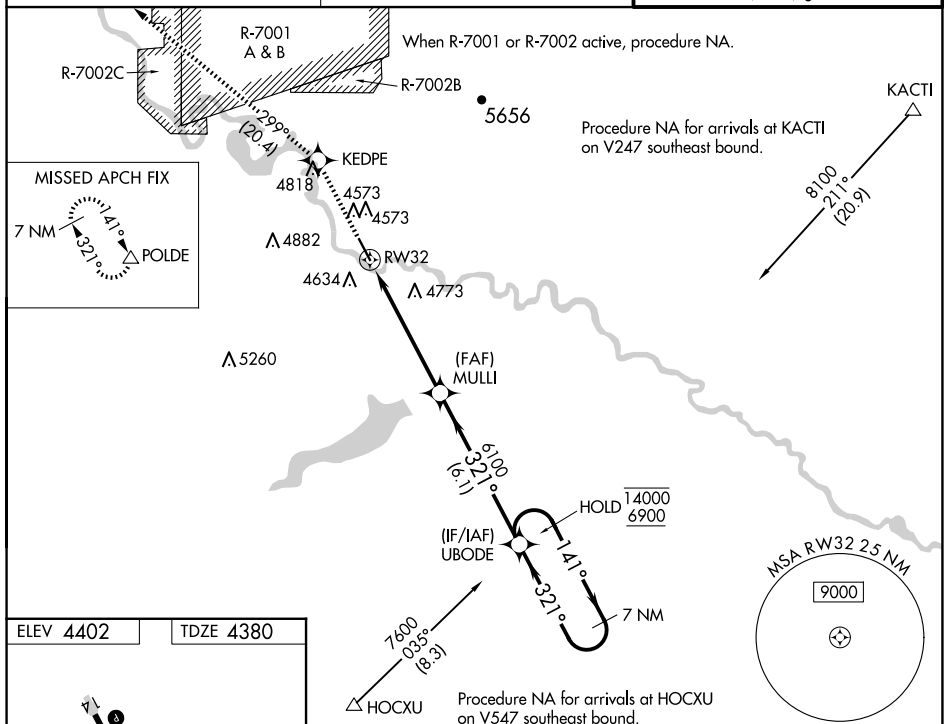 R-7001
A & B
When R-7001 or R-7002 active, procedure NA.
R-7002C
R-7002B
KACTI
5656
Procedure NA for arrivals at KACTI
on V247 southeast bound.
299°
(20.4)
KEDPE
4818
8100
211°
(20.9)
MISSED APCH FIX
7 NM
141°
321°
POLDE
4573
4573
4882
RW32
4634
4773
5260
(FAF)
MULLI
6100
321°
(6.1)
HOLD
14000
6900
(IF/IAF)
UBODE
141°
321°
7 NM
MSA RW32 25 NM
9000
ELEV 4402
TDZE 4380
7600
035°
(8.3)
HOCXU
Procedure NA for arrivals at HOCXU
on V547 southeast bound.
14
P